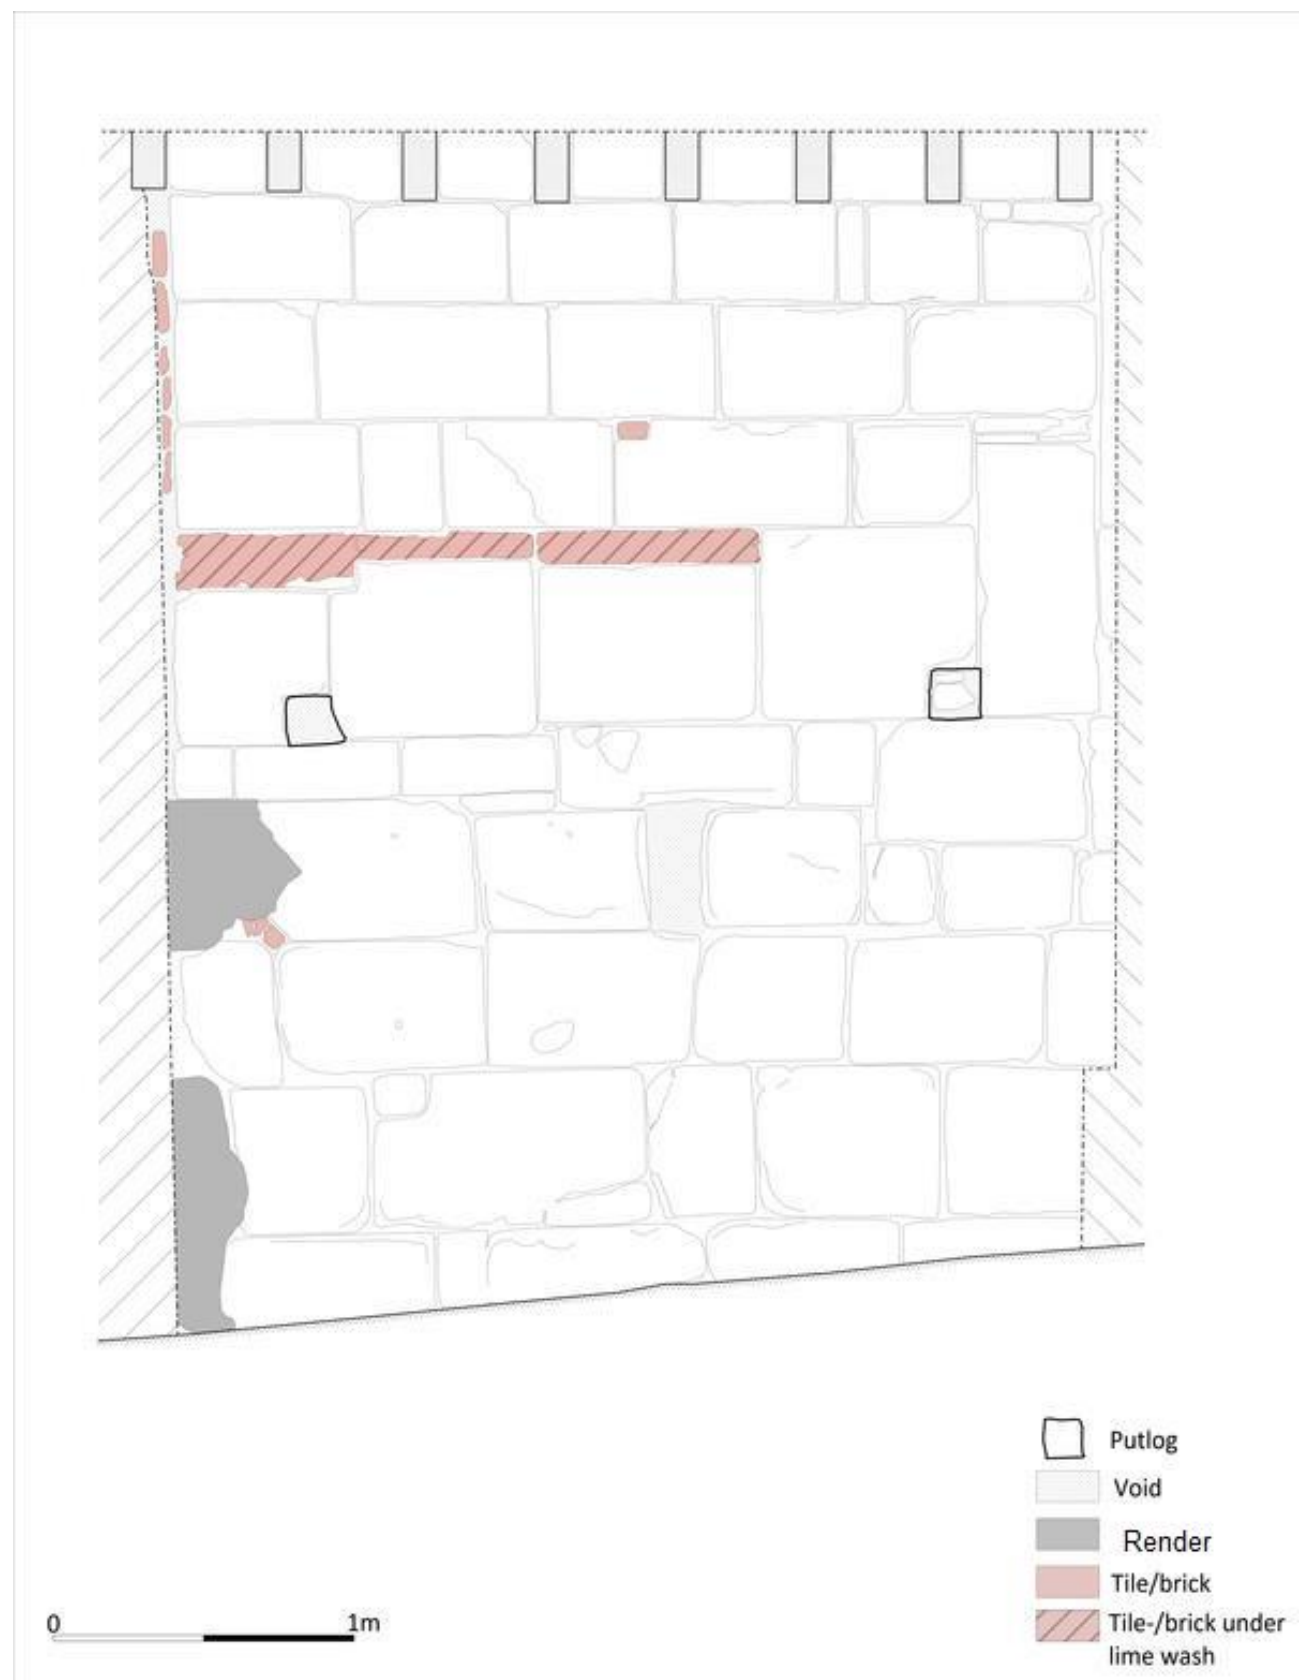 Putlog
Void
Render
Tile/brick
Tile-/brick under
lime wash
0 1m